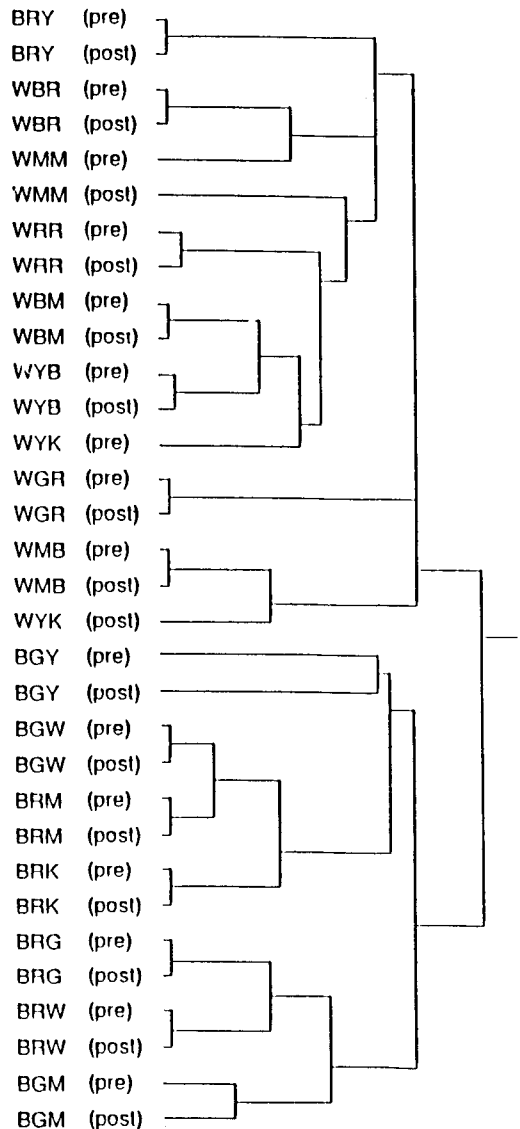 BRY (pre)
BRY (post)
WBR (pre)
WBR (post)
WMM (pre)
WMM (post)
WRR (pre)
WRR (post)
WBM (pre)
WBM (post)
WYB (pre)
WYB (post)
WYK (pre)
WGR (pre)
WGR (post)
WMB (pre)
WMB (post)
WYK (post)
BGY (pre)
BGY (post)
BGW (pre)
BGW (post)
BRM (pre)
BRM (post)
BRK (pre)
BRK (post)
BRG (pre)
BRG (post)
BRW (pre)
BRW (post)
BGM (pre)
BGM (post)